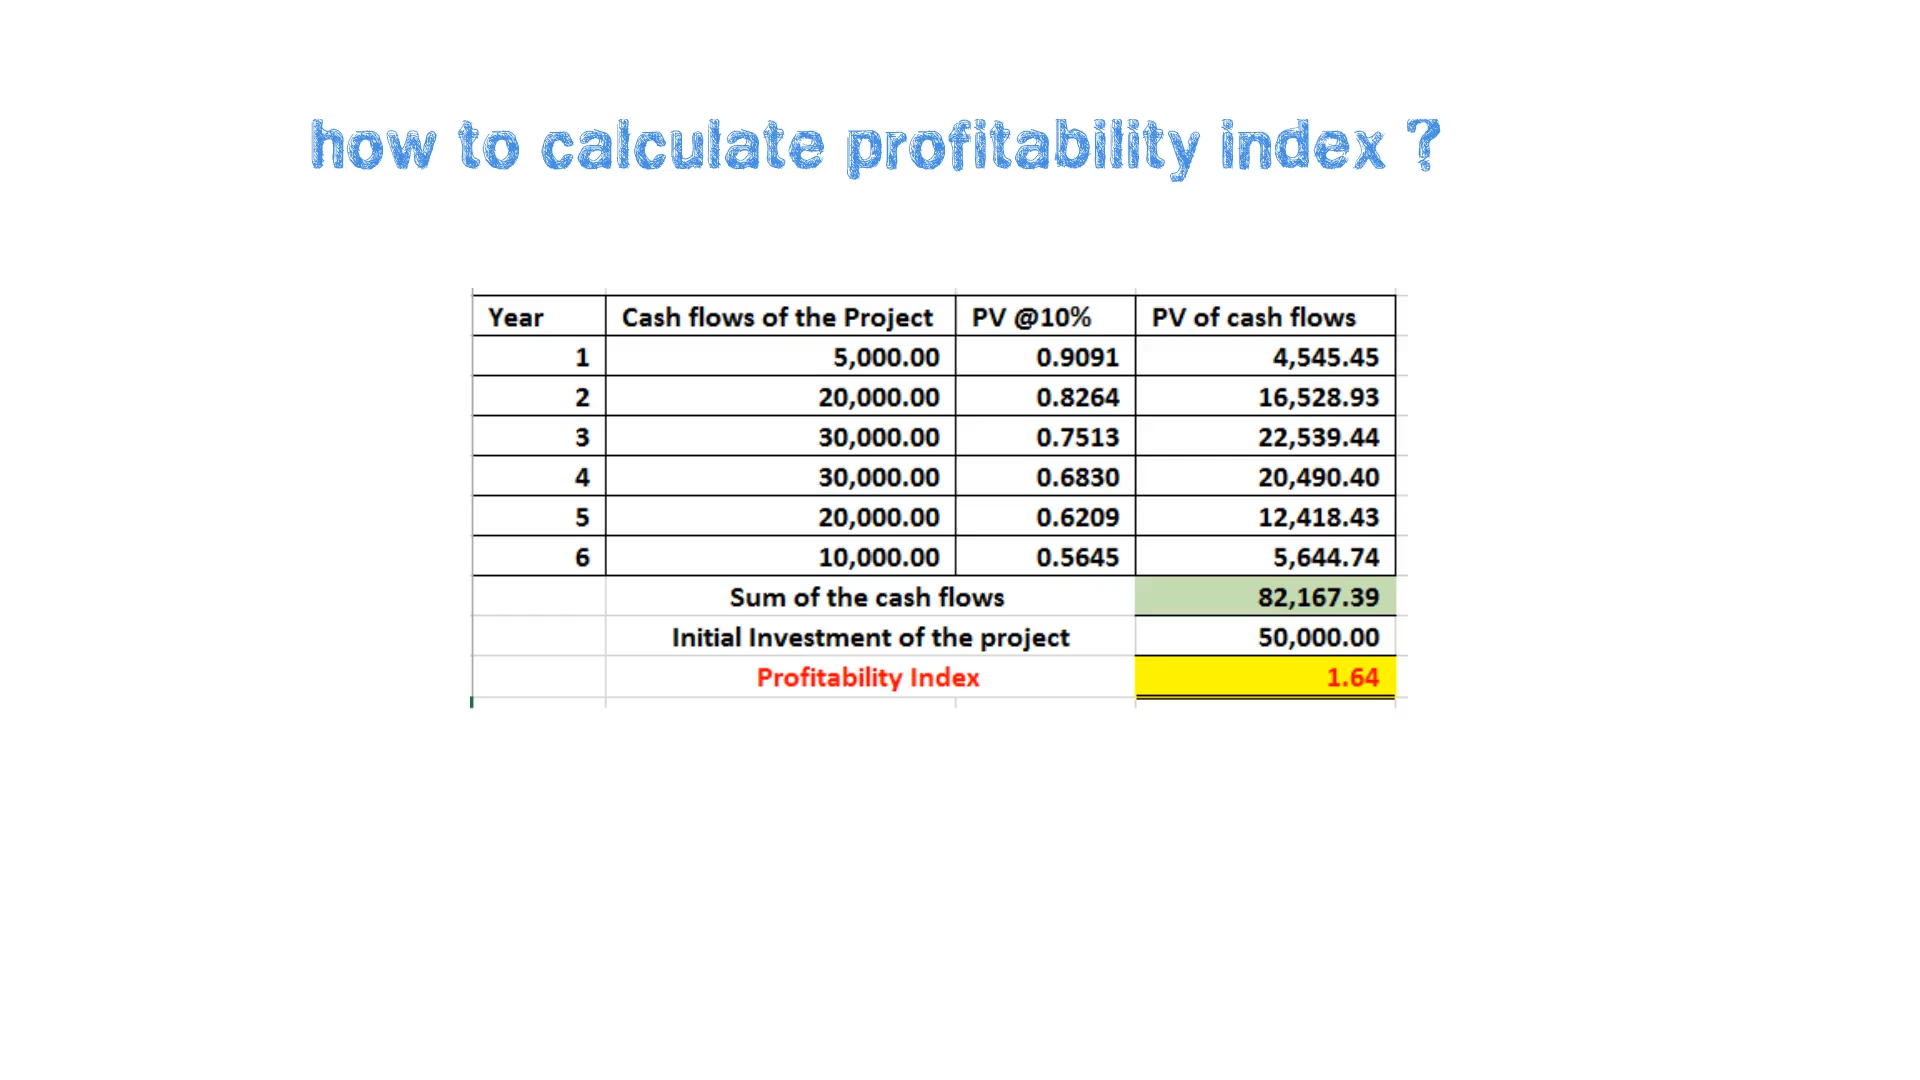 how to calculate profitability index ?
Year Cash flows of the Project PV @10% PV of cash flows
1 5,000.00 0.9091 4,545.45
2 20,000.00 0.8264 16,528.93
3 30,000.00 0.7513 22,539.44
4 30,000.00 0.6830 20,490.40
5 20,000.00 0.6209 12,418.43
6 10,000.00 0.5645 5,644.74
Sum of the cash flows 82,167.39
Initial Investment of the project 50,000.00
Profitability Index 1.64